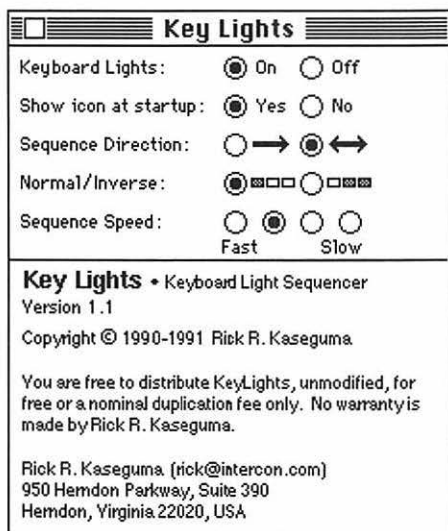 Key Lights
Keyboard Lights: On Off
Show icon at startup: Yes No
Sequence Direction:
Normal/Inverse:
Sequence Speed:
Fast Slow
Key Lights • Keyboard Light Sequencer
Version 1.1
Copyright © 1990-1991 Rick R. Kaseguma
You are free to distribute KeyLights, unmodified, for
free or a nominal duplication fee only. No warranty is
made by Rick R. Kaseguma.
Rick R. Kaseguma (rick@intercon.com)
950 Herndon Parkway, Suite 390
Herndon, Virginia 22020, USA